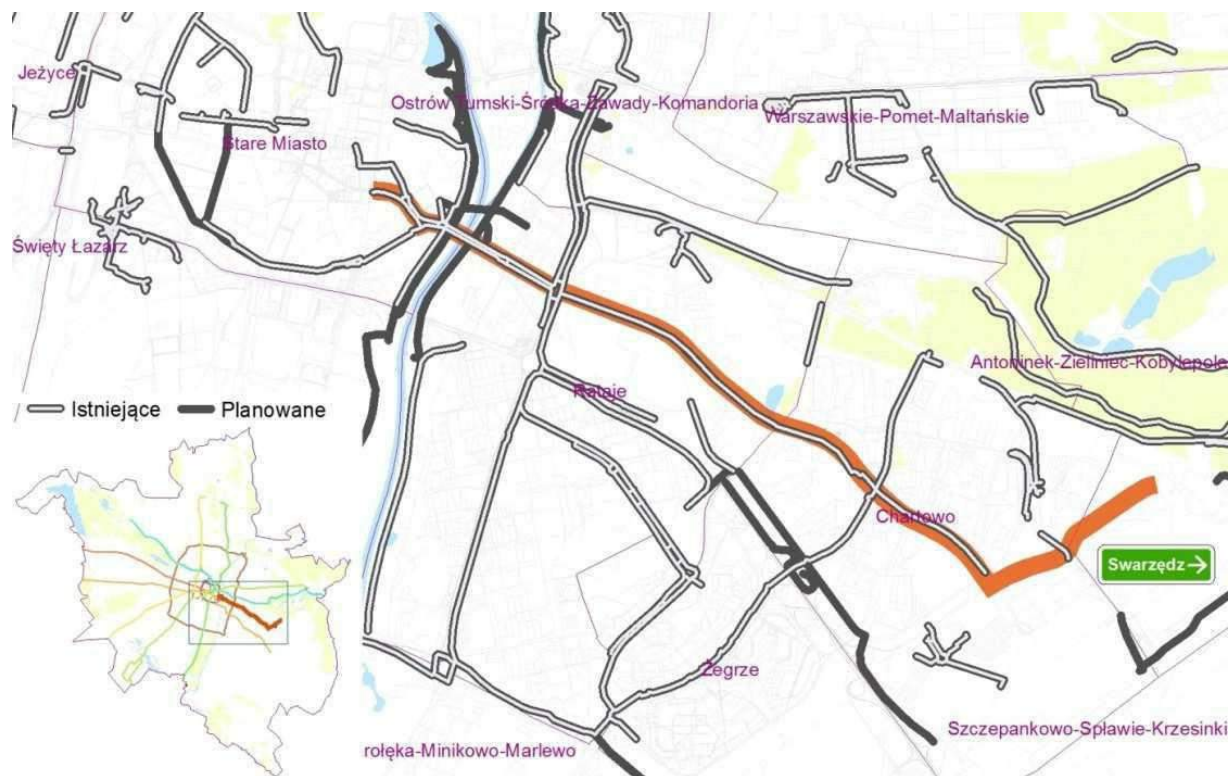 Jeżyce
Ostrów Tumski-Śródka-Zawady-Komandoria
Warszawskie-Pomet-Maltańskie
Stare Miasto
Święty Łazarz
Antoninek-Zieliniec-Kobylepole
Rataje
Istniejące
Planowane
Chartowo
Swarzędz →
Żegrze
Szczepankowo-Spławie-Krzesinki
rołęka-Minikowo-Marlewo